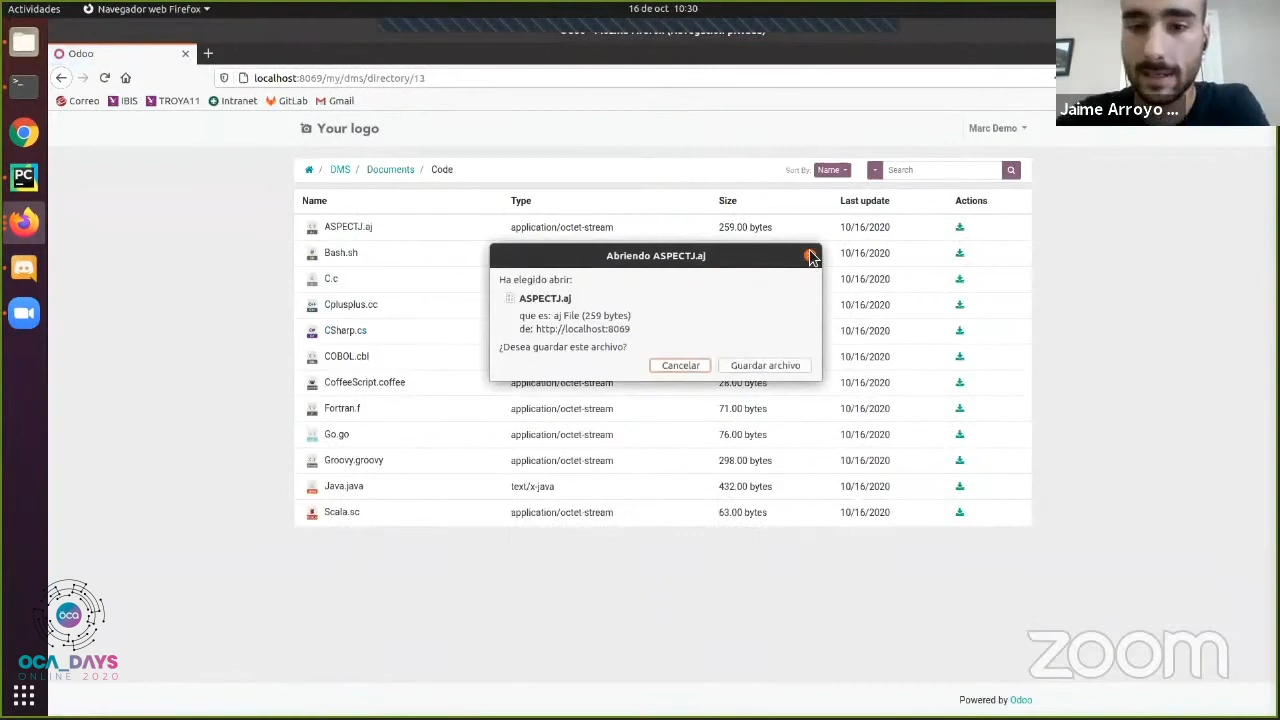 Actividades
Navegador web Firefox
16 de oct 10:30
Odoo
localhost:8069/my/dms/directory/13
Correo IBIS TROYA11 Intranet GitLab Gmail
Jaime Arroyo ...
Your logo
Marc Demo
/ DMS / Documents / Code
Sort By: Name
Search
Name Type Size Last update Actions
ASPECTJ.aj application/octet-stream 259.00 bytes 10/16/2020
Bash.sh 10/16/2020
C.c 10/16/2020
Cplusplus.cc 10/16/2020
CSharp.cs 10/16/2020
COBOL.cbl 10/16/2020
CoffeeScript.coffee application/octet-stream 28.00 bytes 10/16/2020
Fortran.f application/octet-stream 71.00 bytes 10/16/2020
Go.go application/octet-stream 76.00 bytes 10/16/2020
Groovy.groovy application/octet-stream 298.00 bytes 10/16/2020
Java.java text/x-java 432.00 bytes 10/16/2020
Scala.sc application/octet-stream 63.00 bytes 10/16/2020
Abriendo ASPECTJ.aj
Ha elegido abrir:
ASPECTJ.aj
que es: aj File (259 bytes)
de: http://localhost:8069
¿Desea guardar este archivo?
Cancelar
Guardar archivo
PC
oca
OCA_DAYS
ONLINE 2020
zoom
Powered by Odoo